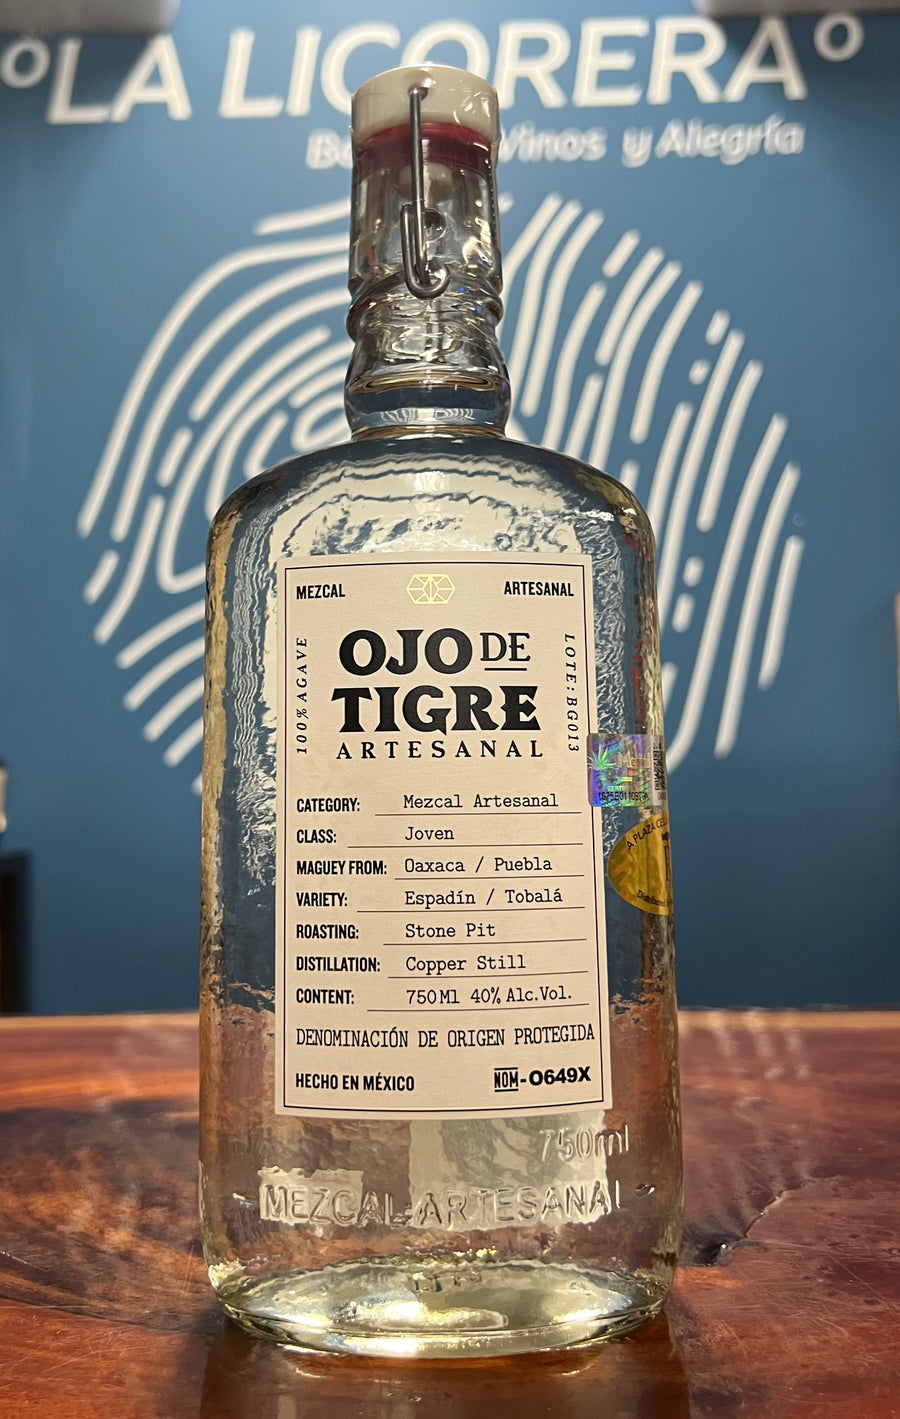 °LA LICORERA°
Vinos y Alegría
MEZCAL ARTESANAL
OJO DE
TIGRE
ARTESANAL
100% AGAVE
LOTE: BG013
CATEGORY: Mezcal Artesanal
CLASS: Joven
MAGUEY FROM: Oaxaca / Puebla
VARIETY: Espadín / Tobalá
ROASTING: Stone Pit
DISTILLATION: Copper Still
CONTENT: 750Ml 40% Alc.Vol.
DENOMINACIÓN DE ORIGEN PROTEGIDA
HECHO EN MÉXICO NOM-O649X
A PLAZA
750ml
MEZCAL ARTESANAL